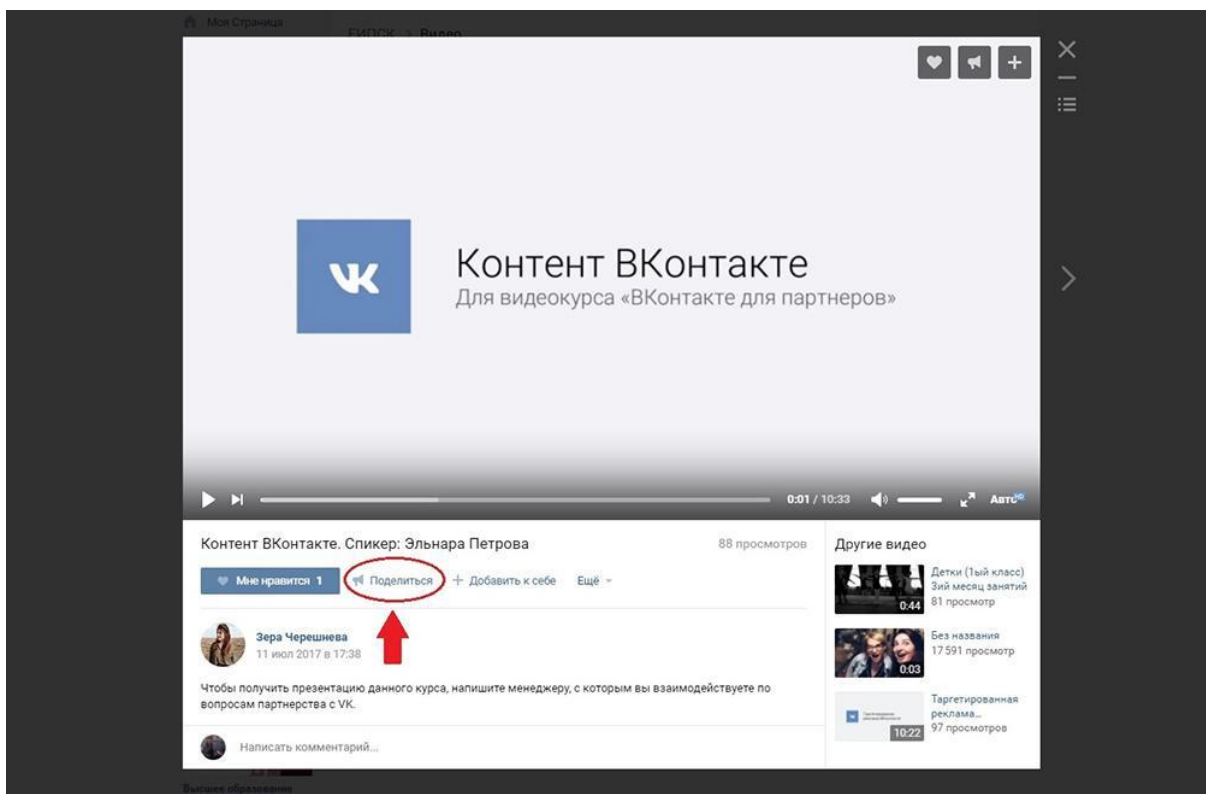 Моя Страница
ЕИПСК > Видео
VK
Контент ВКонтакте
Для видеокурса «ВКонтакте для партнеров»
0:01 / 10:33
Авто HD
Контент ВКонтакте. Спикер: Эльнара Петрова
88 просмотров
Мне нравится 1
Поделиться
+ Добавить к себе
Ещё
Зера Черешнева
11 июл 2017 в 17:38
Чтобы получить презентацию данного курса, напишите менеджеру, с которым вы взаимодействуете по
вопросам партнерства с VK.
Написать комментарий...
Другие видео
Детки (1ый класс)
3ий месяц занятий
81 просмотр
0:44
Без названия
17 591 просмотр
0:03
Таргетированная
реклама...
97 просмотров
10:22
Высшее образование